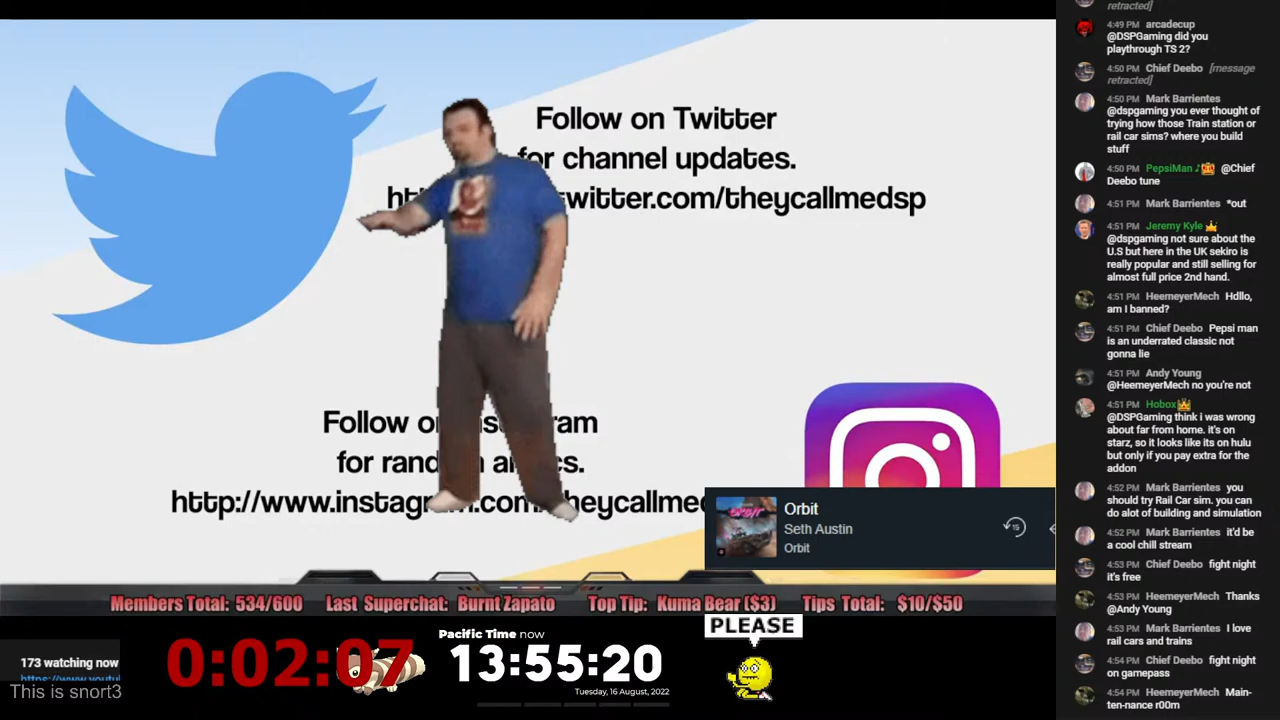 Follow on Twitter
for channel updates.
twitter.com/theycallmedsp
Follow on Instagram
for random antics.
http://www.instagram.com/theycallmed
Orbit
Seth Austin
Orbit
15
ORBIT
Members Total: 534/600 Last Superchat: Burnt Zapato Top Tip: Kuma Bear ($3) Tips Total: $10/$50
173 watching now
https://www.youtu
This is snort3
0:02:07
Pacific Time now
13:55:20
Tuesday, 16 August, 2022
PLEASE
retracted]
4:49 PM arcadecup
@DSPGaming did you
playthrough TS 2?
4:50 PM Chief Deebo [message
retracted]
4:50 PM Mark Barrientes
@dspgaming you ever thought of
trying how those Train station or
rail car sims? where you build
stuff
4:50 PM PepsiMan ♪ @Chief
Deebo tune
4:51 PM Mark Barrientes *out
4:51 PM Jeremy Kyle
@dspgaming not sure about the
U.S but here in the UK sekiro is
really popular and still selling for
almost full price 2nd hand.
4:51 PM HeemeyerMech Hdllo,
am I banned?
4:51 PM Chief Deebo Pepsi man
is an underrated classic not
gonna lie
4:51 PM Andy Young
@HeemeyerMech no you're not
4:51 PM Hobox
@DSPGaming think i was wrong
about far from home. it's on
starz, so it looks like its on hulu
but only if you pay extra for the
addon
4:52 PM Mark Barrientes you
should try Rail Car sim. you can
do alot of building and simulation
4:52 PM Mark Barrientes it'd be
a cool chill stream
4:53 PM Chief Deebo fight night
it's free
4:53 PM HeemeyerMech Thanks
@Andy Young
4:53 PM Mark Barrientes I love
rail cars and trains
4:54 PM Chief Deebo fight night
on gamepass
4:54 PM HeemeyerMech Main-
ten-nance r00m